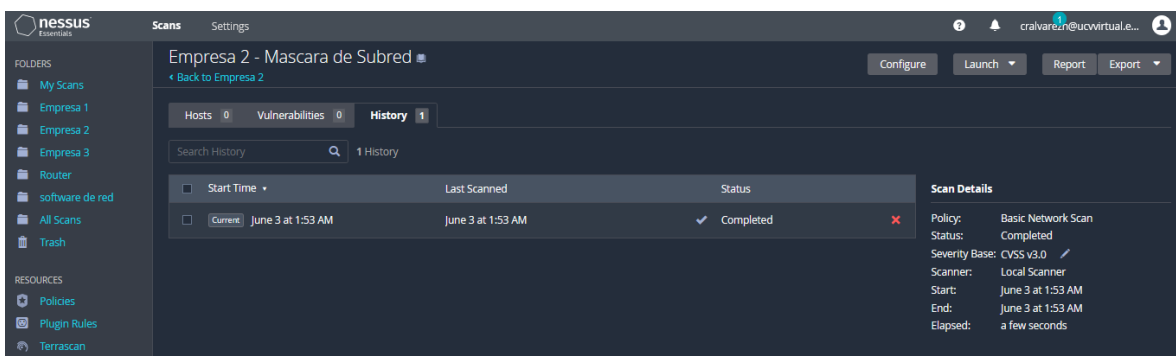 nessus
Essentials
Scans
Settings
1
cralvarezn@ucvvirtual.e...
FOLDERS
My Scans
Empresa 1
Empresa 2
Empresa 3
Router
software de red
All Scans
Trash
RESOURCES
Policies
Plugin Rules
Terrascan
Empresa 2 - Mascara de Subred
< Back to Empresa 2
Configure
Launch
Report
Export
Hosts 0
Vulnerabilities 0
History 1
Search History
1 History
Start Time
Last Scanned
Status
Current June 3 at 1:53 AM
June 3 at 1:53 AM
Completed
Scan Details
Policy: Basic Network Scan
Status: Completed
Severity Base: CVSS v3.0
Scanner: Local Scanner
Start: June 3 at 1:53 AM
End: June 3 at 1:53 AM
Elapsed: a few seconds